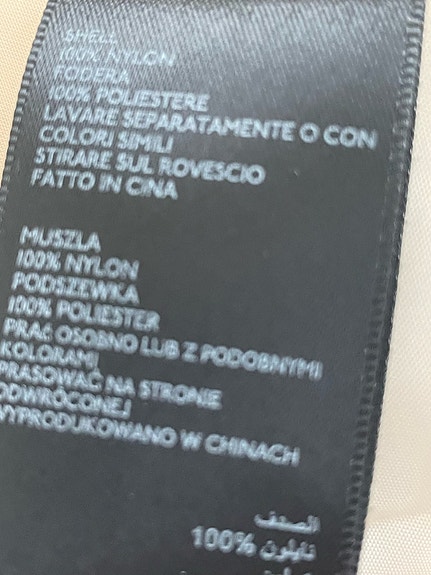 SHELL
100% NYLON
FODERA
100% POLIESTERE
LAVARE SEPARATAMENTE O CON
COLORI SIMILI
STIRARE SUL ROVESCIO
FATTO IN CINA
MUSZLA
100% NYLON
PODSZEWKA
100% POLIESTER
PRAĆ OSOBNO LUB Z PODOBNYMI
KOLORAMI
PRASOWAĆ NA STRONIE
ODWRÓCONEJ
WYPRODUKOWANO W CHINACH
الصدف
نايلون %100